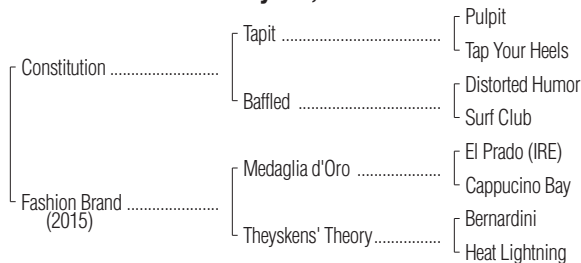 Pulpit
Tapit ..............................
Tap Your Heels
Constitution ....................
Distorted Humor
Baffled ...........................
Surf Club
El Prado (IRE)
Medaglia d'Oro ...............
Cappucino Bay
Fashion Brand ..................
(2015)
Bernardini
Theyskens' Theory...............
Heat Lightning